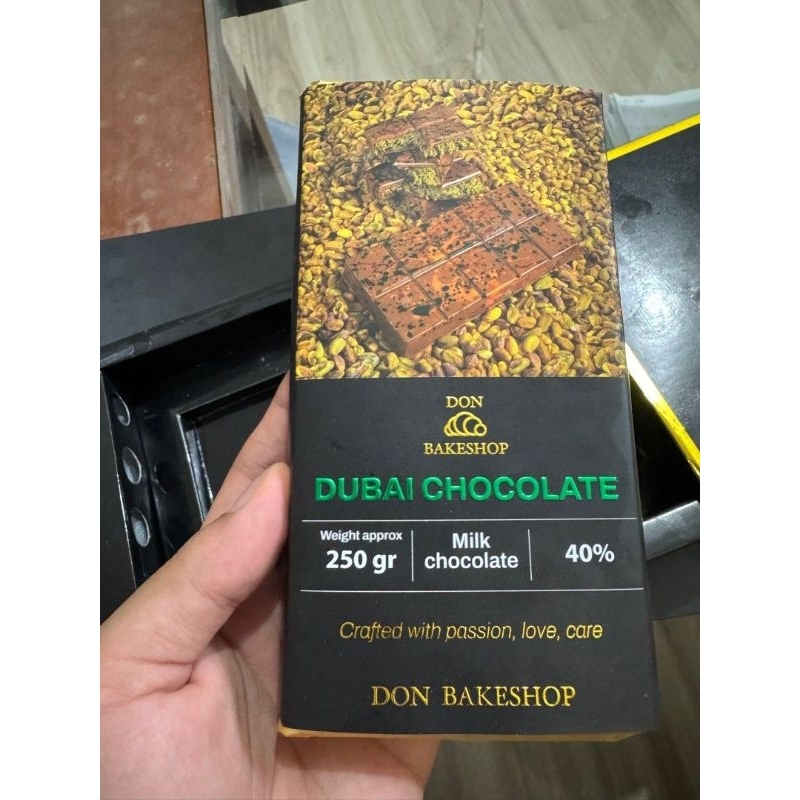 DON
BAKESHOP
DUBAI CHOCOLATE
Weight approx
250 gr
Milk
chocolate
40%
Crafted with passion, love, care
DON BAKESHOP